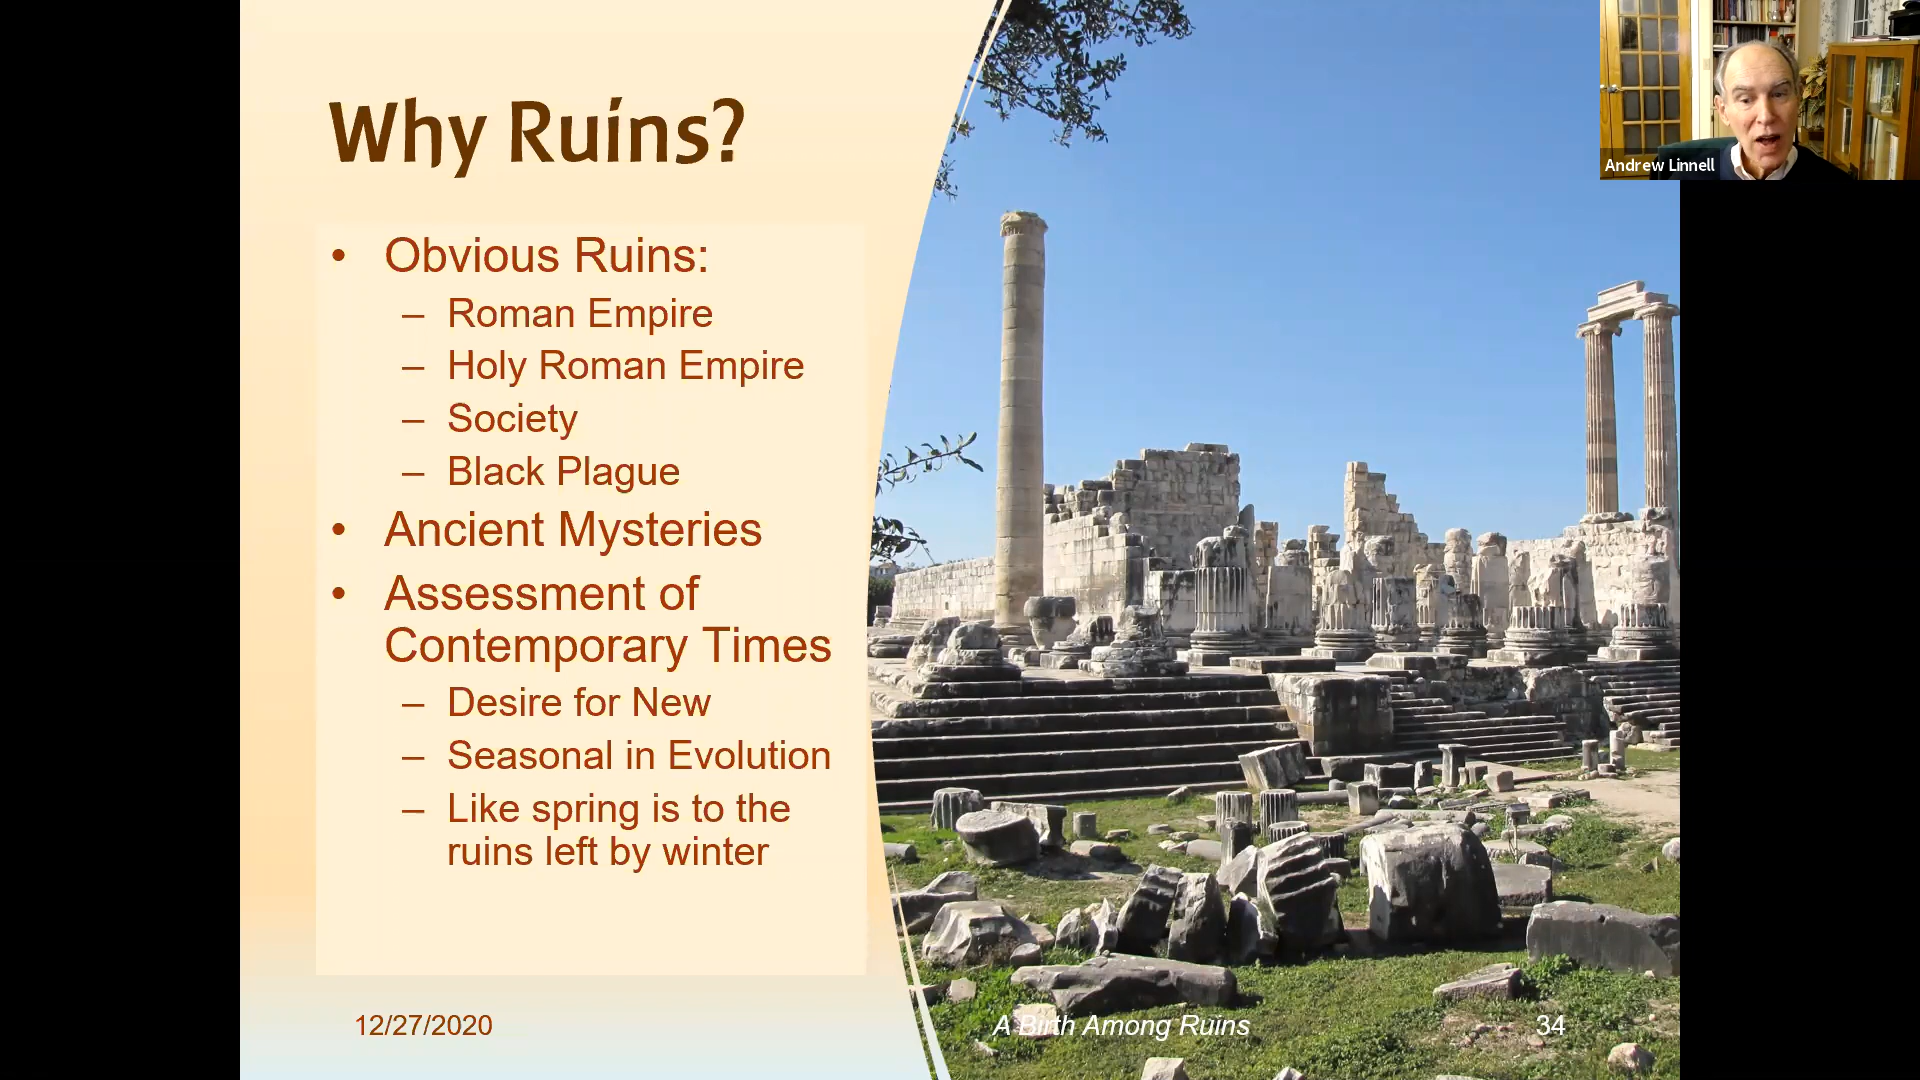 Why Ruins?
• Obvious Ruins:
– Roman Empire
– Holy Roman Empire
– Society
– Black Plague
• Ancient Mysteries
• Assessment of
Contemporary Times
– Desire for New
– Seasonal in Evolution
– Like spring is to the
ruins left by winter
12/27/2020
A Birth Among Ruins
34
Andrew Linnell